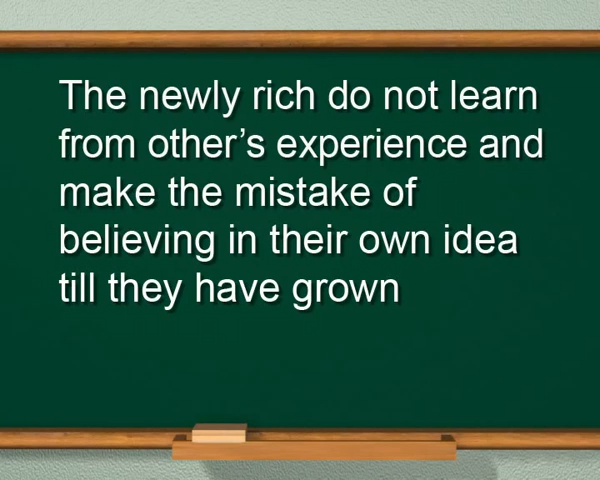 The newly rich do not learn
from other’s experience and
make the mistake of
believing in their own idea
till they have grown